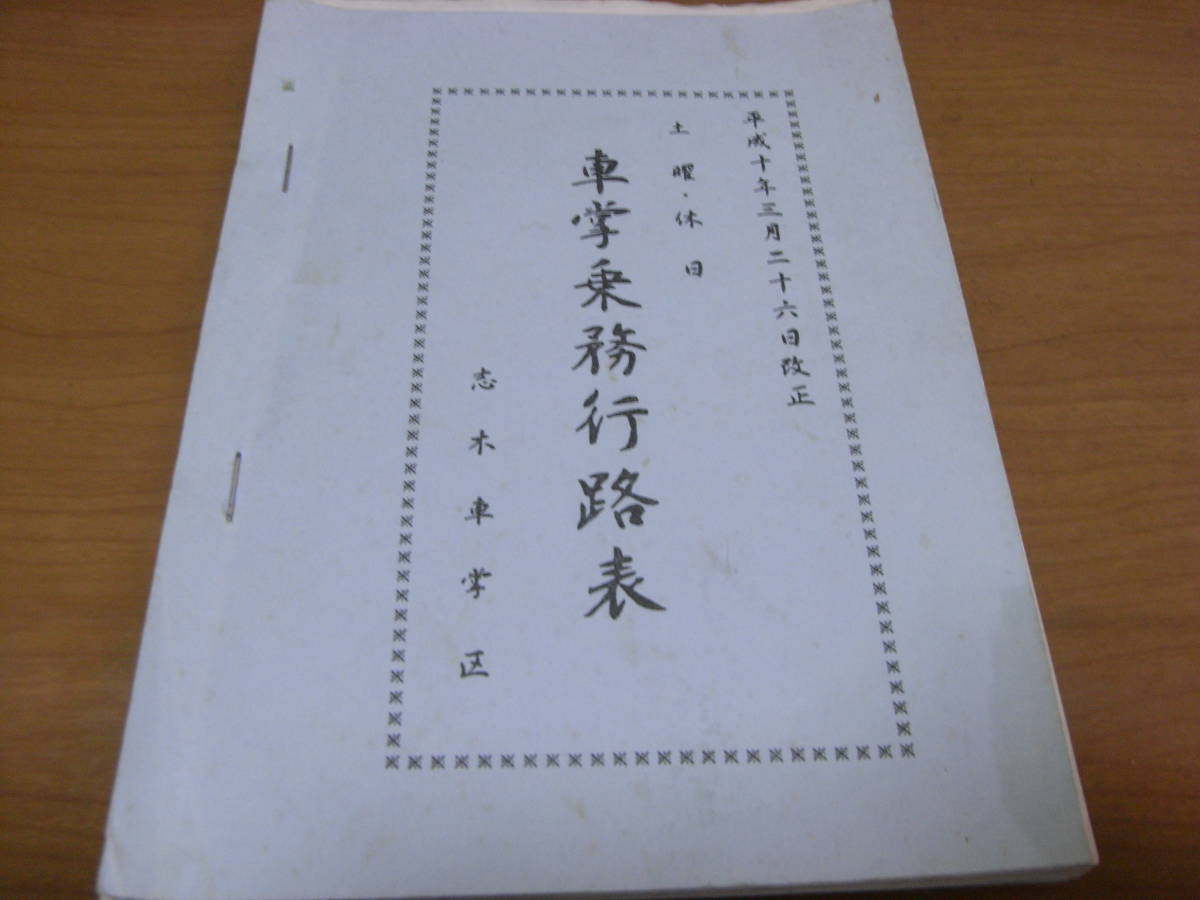 平成十年三月二十六日改正
土曜・休日
車掌乗務行路表
志木車掌区